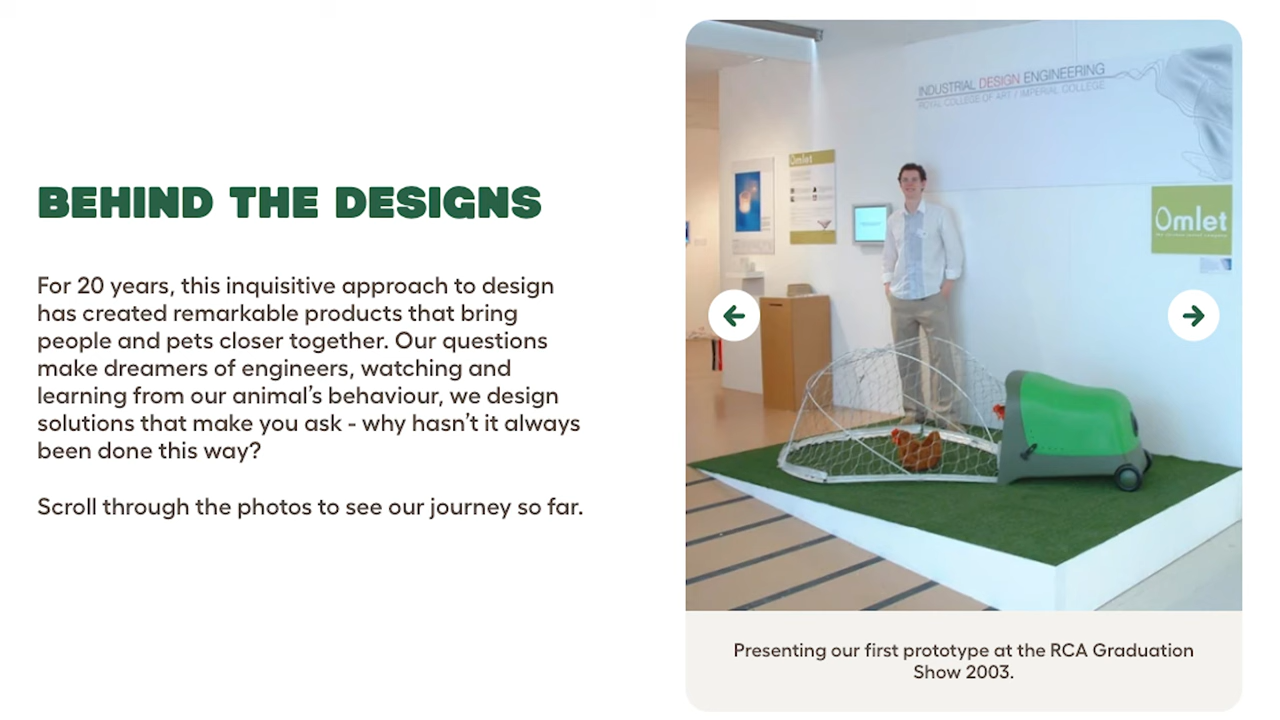 BEHIND THE DESIGNS
For 20 years, this inquisitive approach to design
has created remarkable products that bring
people and pets closer together. Our questions
make dreamers of engineers, watching and
learning from our animal's behaviour, we design
solutions that make you ask - why hasn't it always
been done this way?
Scroll through the photos to see our journey so far.
INDUSTRIAL DESIGN ENGINEERING
ROYAL COLLEGE OF ART / IMPERIAL COLLEGE
Omlet
Omlet
Presenting our first prototype at the RCA Graduation
Show 2003.